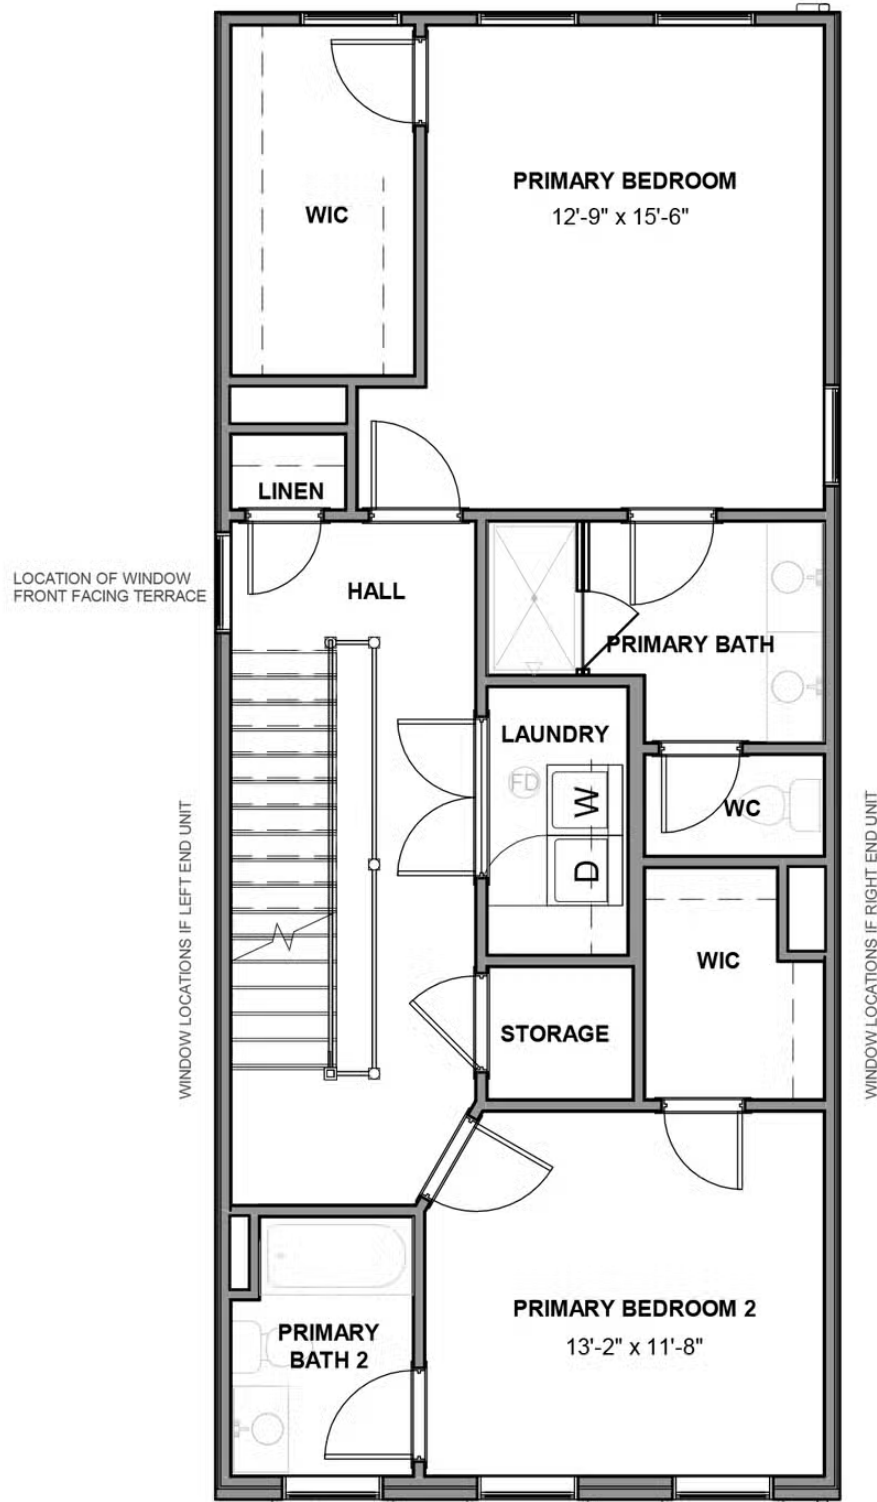 PRIMARY BEDROOM
12'-9" x 15'-6"
WIC
LINEN
LOCATION OF WINDOW
FRONT FACING TERRACE
HALL
PRIMARY BATH
LAUNDRY
FD
W
D
WC
WINDOW LOCATIONS IF LEFT END UNIT
WINDOW LOCATIONS IF RIGHT END UNIT
WIC
STORAGE
PRIMARY BEDROOM 2
13'-2" x 11'-8"
PRIMARY
BATH 2